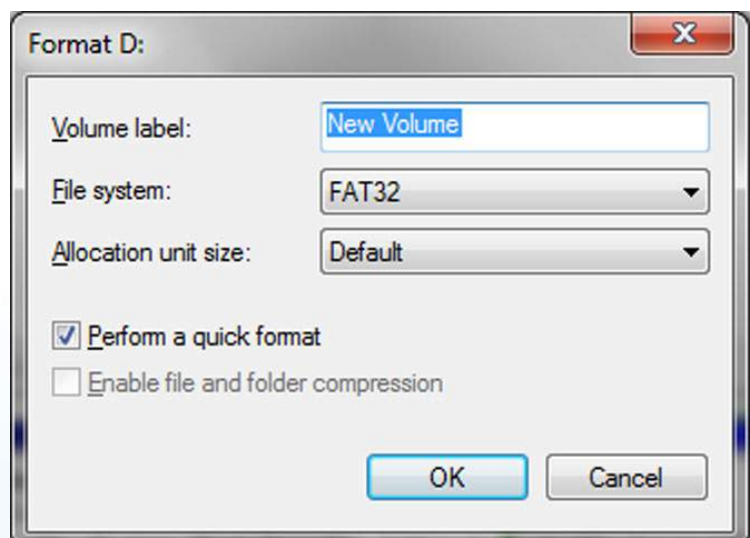 Format D:
Volume label:
New Volume
File system:
FAT32
Allocation unit size:
Default
Perform a quick format
Enable file and folder compression
OK
Cancel